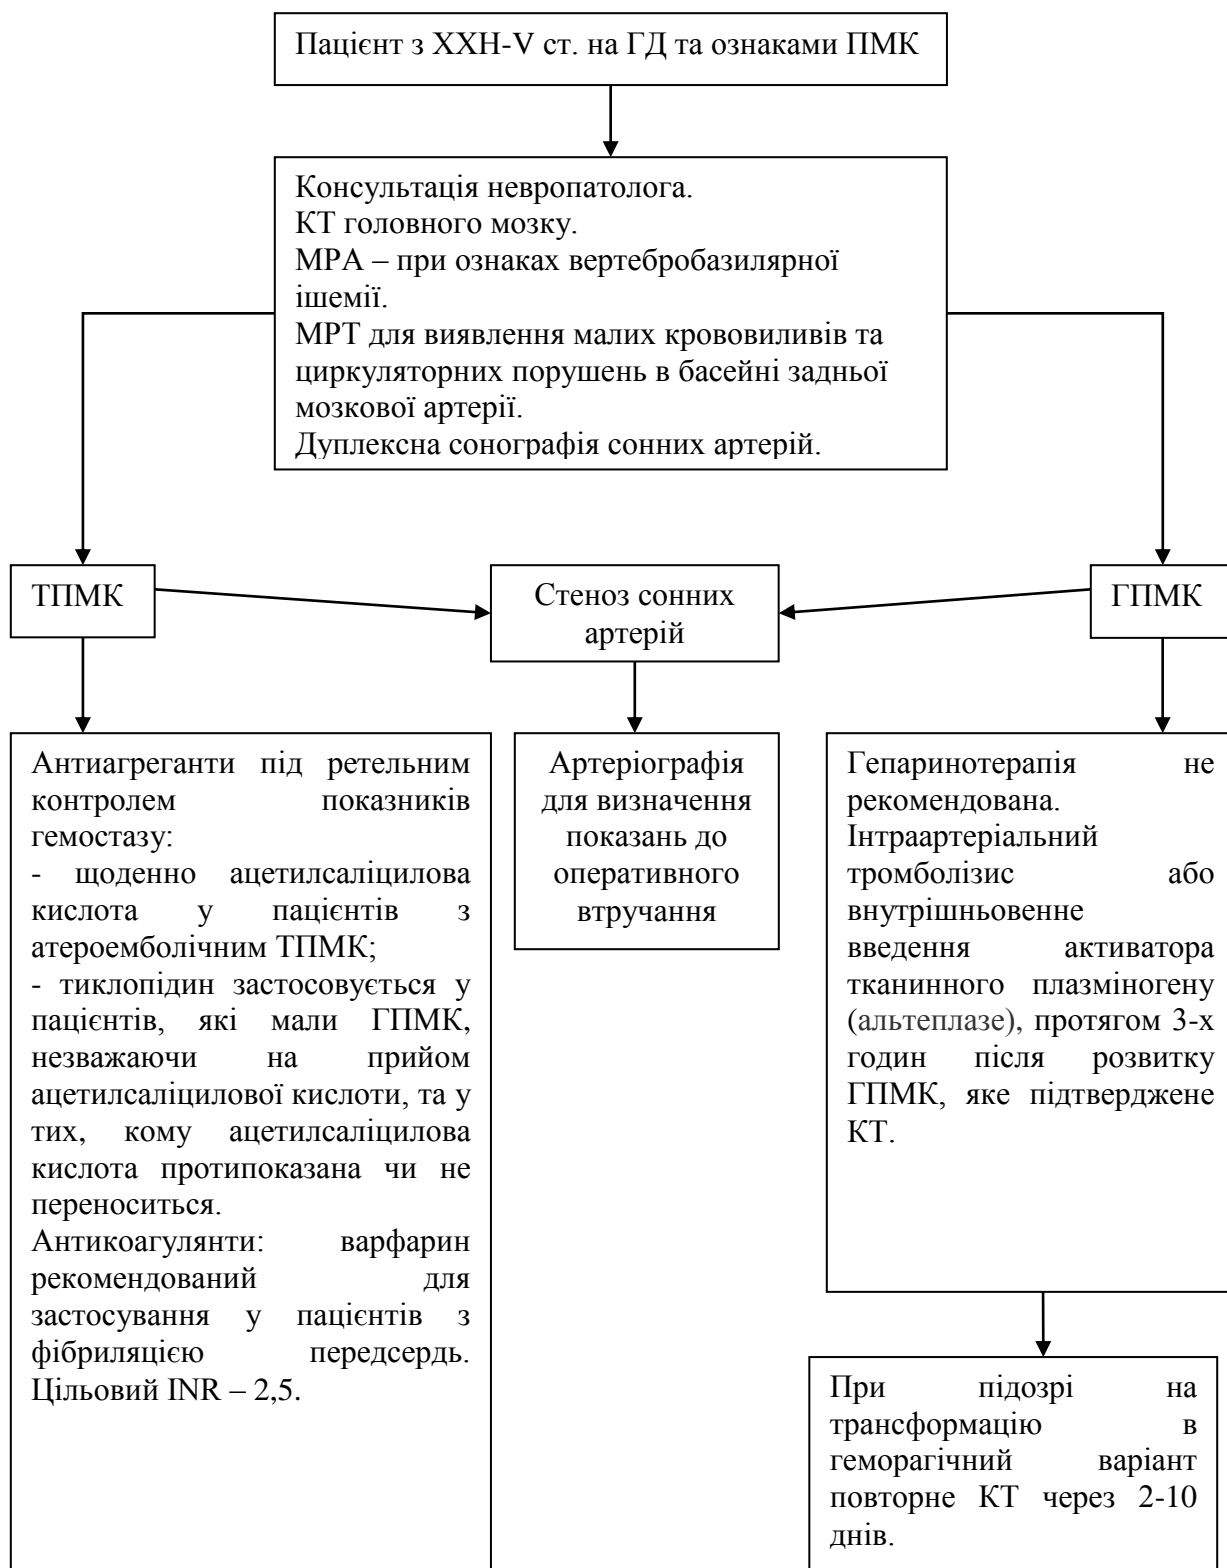 Пацієнт з ХХН-V ст. на ГД та ознаками ПМК
Консультація невропатолога.
КТ головного мозку.
МРА – при ознаках вертебробазилярної
ішемії.
МРТ для виявлення малих крововиливів та
циркуляторних порушень в басейні задньої
мозкової артерії.
Дуплексна сонографія сонних артерій.
ТПМК
Стеноз сонних
артерій
ГПМК
Антиагреганти під ретельним
контролем показників
гемостазу:
- щоденно ацетилсаліцилова
кислота у пацієнтів з
атероемболічним ТПМК;
- тиклопідин застосовується у
пацієнтів, які мали ГПМК,
незважаючи на прийом
ацетилсаліцилової кислоти, та у
тих, кому ацетилсаліцилова
кислота протипоказана чи не
переноситься.
Антикоагулянти: варфарин
рекомендований для
застосування у пацієнтів з
фібриляцією передсердь.
Цільовий INR – 2,5.
Артеріографія
для визначення
показань до
оперативного
втручання
Гепаринотерапія не
рекомендована.
Інтраартеріальний
тромболізис або
внутрішньовенне
введення активатора
тканинного плазміногену
(альтеплазе), протягом 3-х
годин після розвитку
ГПМК, яке підтверджене
КТ.
При підозрі на
трансформацію в
геморагічний варіант
повторне КТ через 2-10
днів.